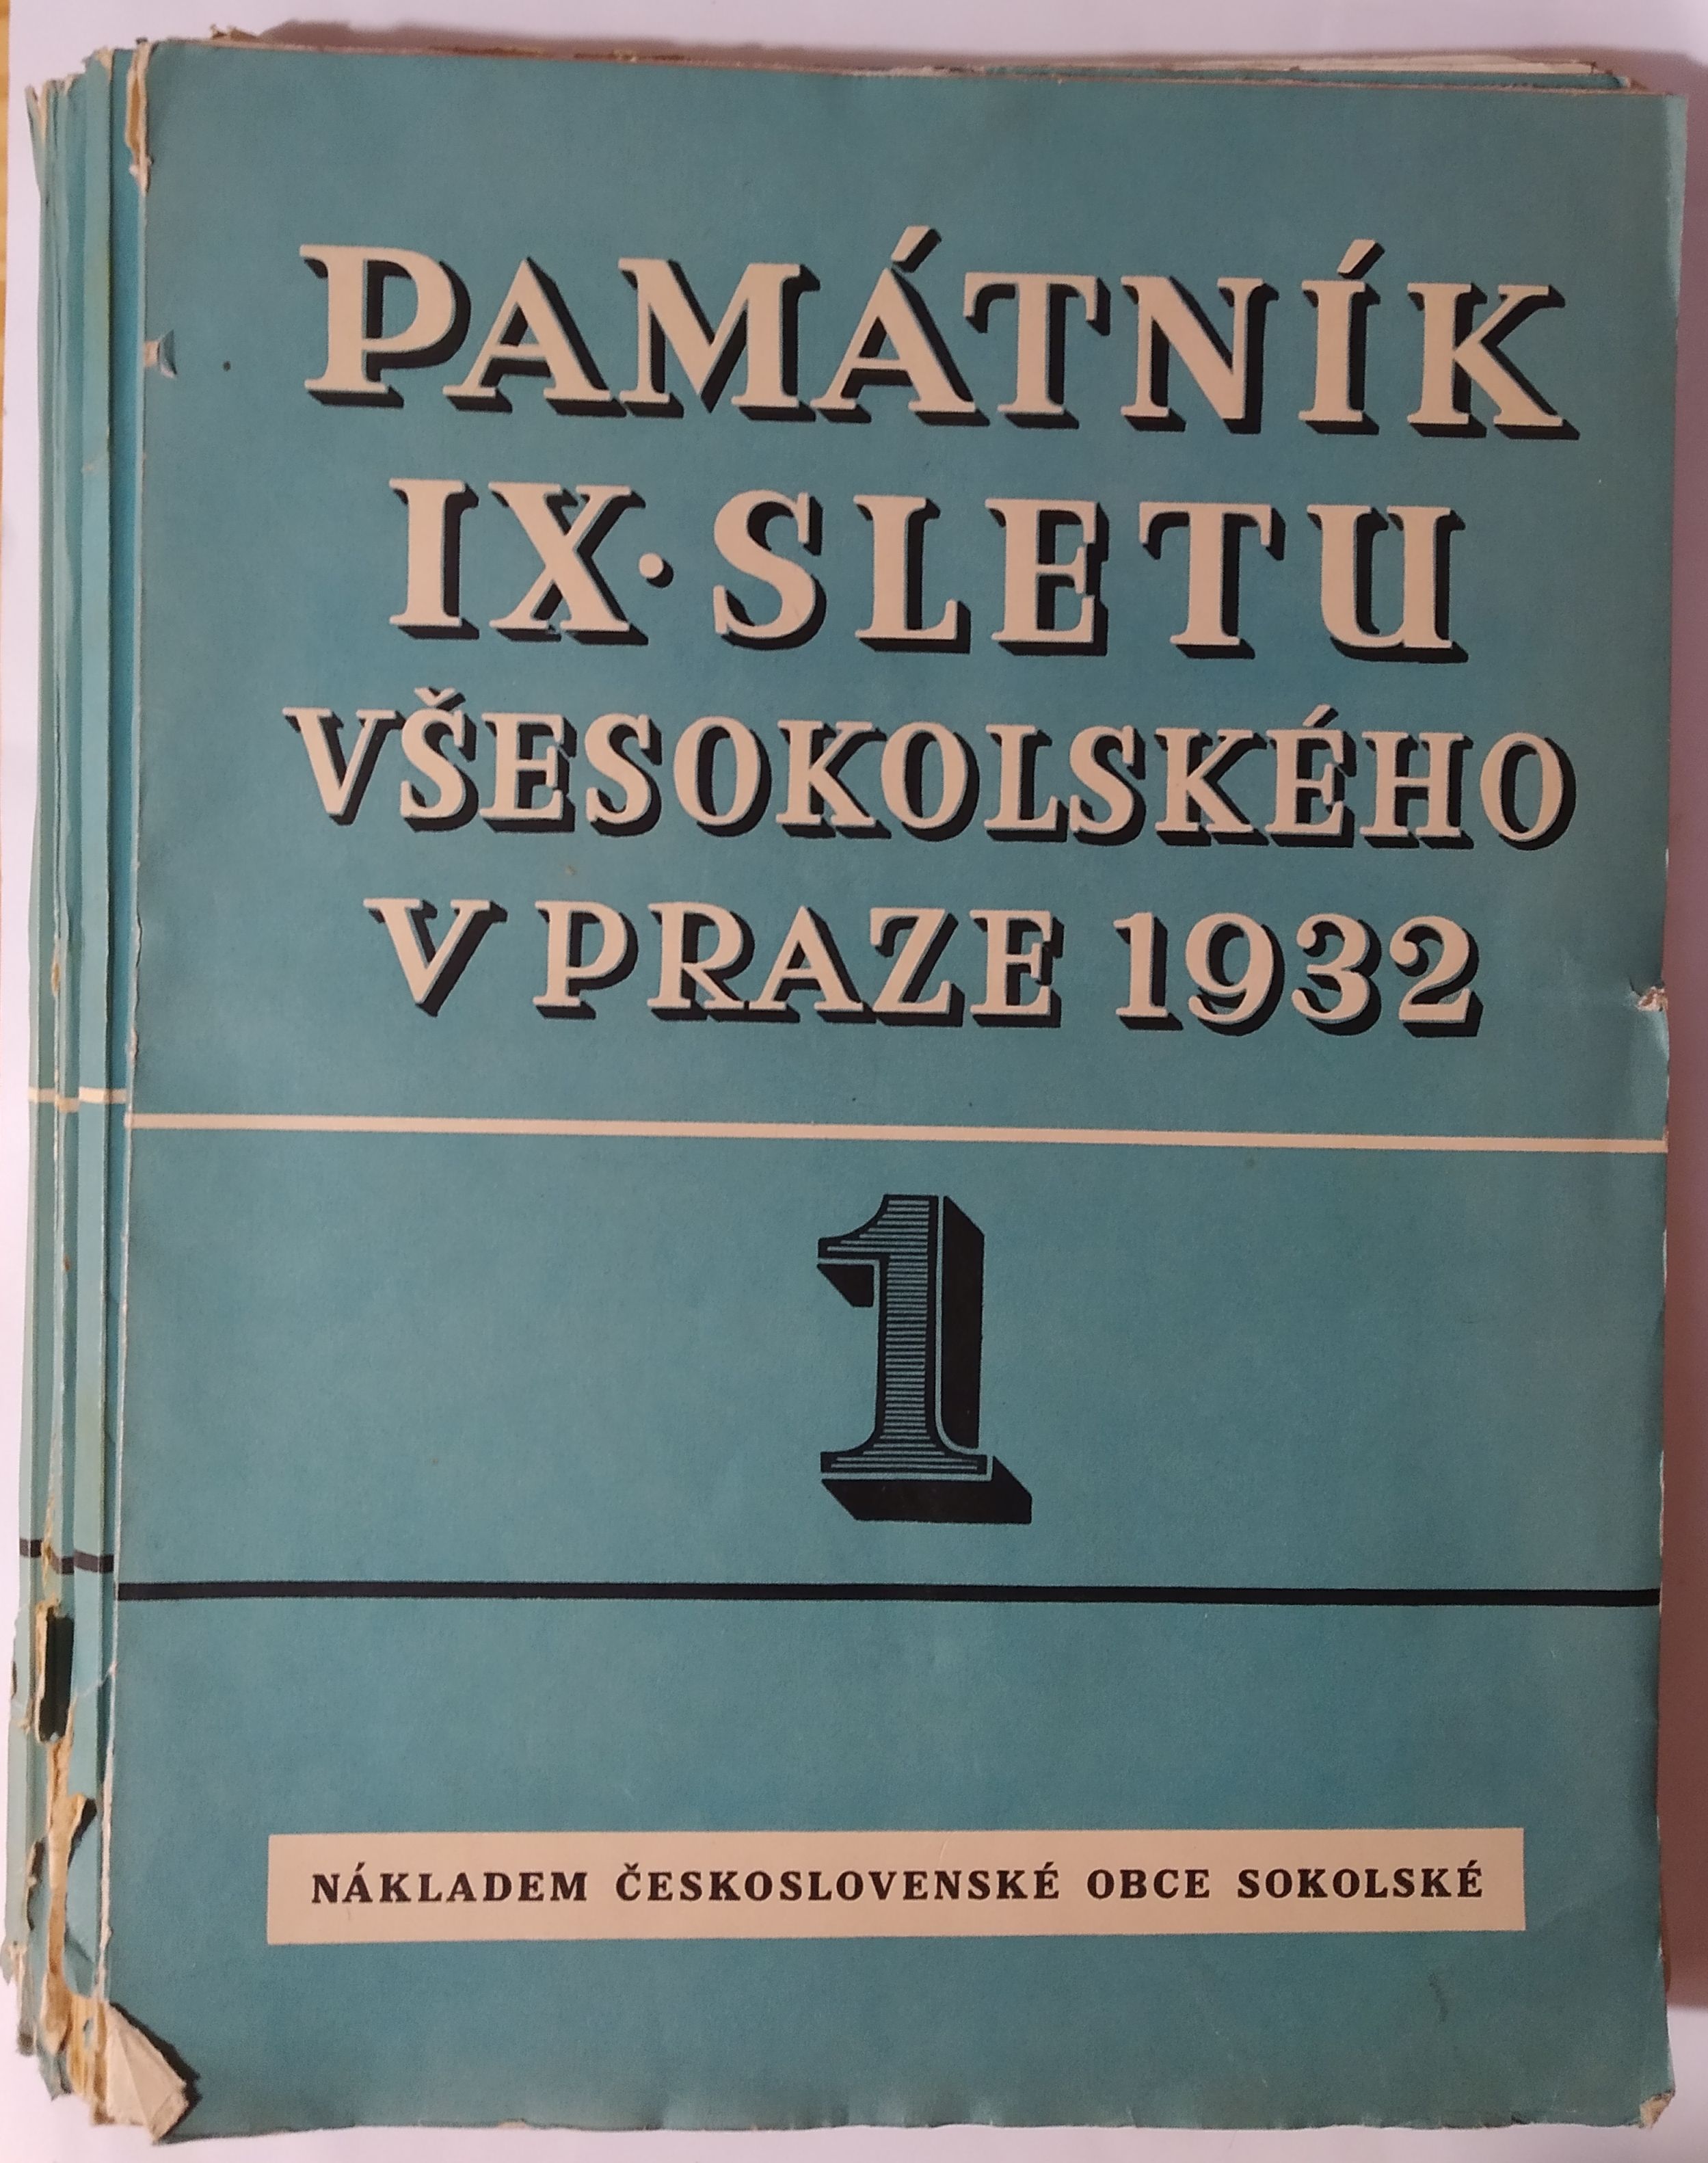 PAMÁTNÍK
IX. SLETU
VŠESOKOLSKÉHO
V PRAZE 1932
1
NÁKLADEM ČESKOSLOVENSKÉ OBCE SOKOLSKÉ